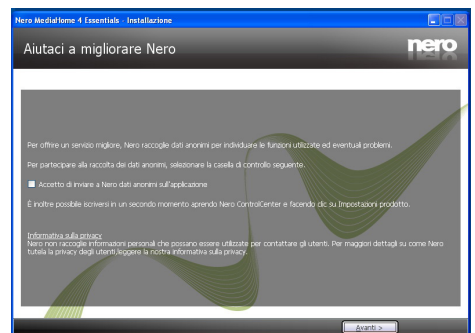 Nero MediaHome 4 Essentials - Installazione
Aiutaci a migliorare Nero
nero
Per offrire un servizio migliore, Nero raccoglie dati anonimi per individuare le funzioni utilizzate ed eventuali problemi.
Per partecipare alla raccolta dei dati anonimi, selezionare la casella di controllo seguente.
Accetto di inviare a Nero dati anonimi sull'applicazione
È inoltre possibile iscriversi in un secondo momento aprendo Nero ControlCenter e facendo clic su Impostazioni prodotto.
Informativa sulla privacy
Nero non raccoglie informazioni personali che possano essere utilizzate per contattare gli utenti. Per maggiori dettagli su come Nero
tutela la privacy degli utenti,leggere la nostra informativa sulla privacy.
Avanti >